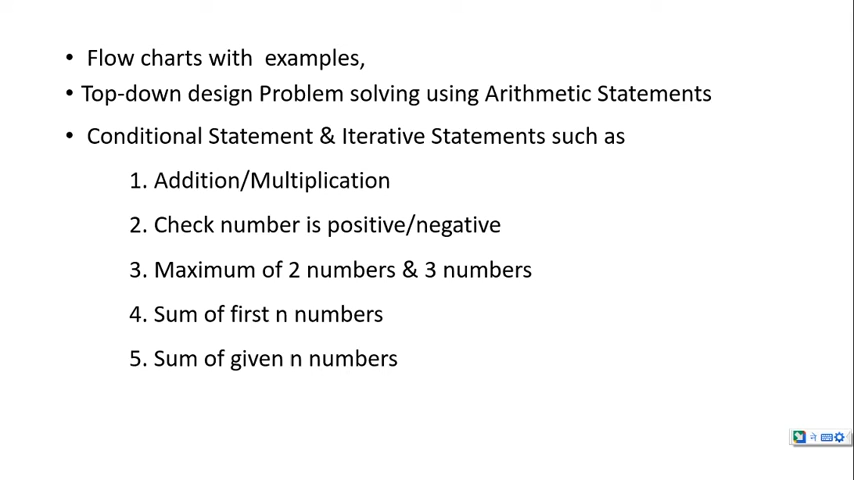 • Flow charts with  examples,
• Top-down design Problem solving using Arithmetic Statements
• Conditional Statement & Iterative Statements such as
1. Addition/Multiplication
2. Check number is positive/negative
3. Maximum of 2 numbers & 3 numbers
4. Sum of first n numbers
5. Sum of given n numbers